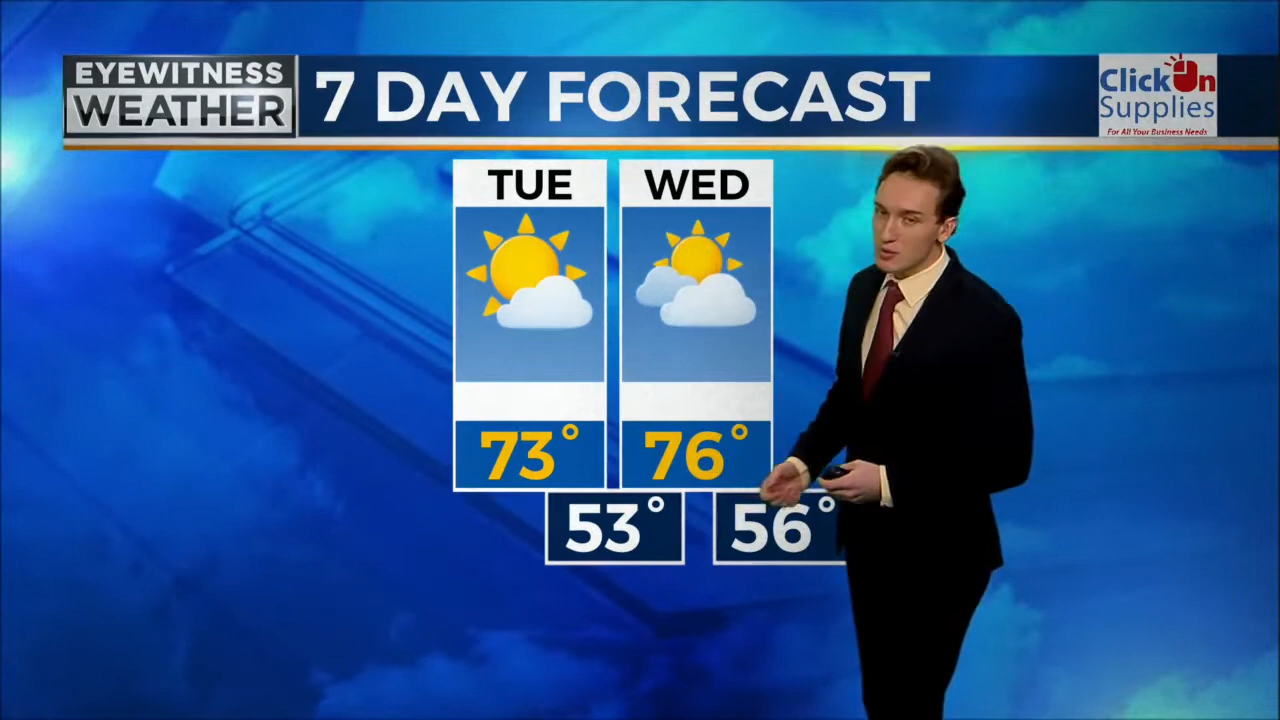 EYEWITNESS
WEATHER
7 DAY FORECAST
ClickOn
Supplies
For All Your Business Needs
TUE
WED
73°
76°
53°
56°